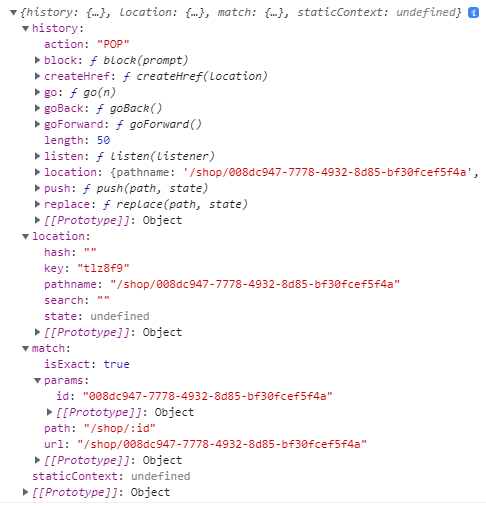 ▼{history: {…}, location: {…}, match: {…}, staticContext: undefined} i
▼history:
action: "POP"
▶block: ƒ block(prompt)
▶createHref: ƒ createHref(location)
▶go: ƒ go(n)
▶goBack: ƒ goBack()
▶goForward: ƒ goForward()
length: 50
▶listen: ƒ listen(listener)
▶location: {pathname: '/shop/008dc947-7778-4932-8d85-bf30fcef5f4a',
▶push: ƒ push(path, state)
▶replace: ƒ replace(path, state)
▶[[Prototype]]: Object
▼location:
hash: ""
key: "tlz8f9"
pathname: "/shop/008dc947-7778-4932-8d85-bf30fcef5f4a"
search: ""
state: undefined
▶[[Prototype]]: Object
▼match:
isExact: true
▼params:
id: "008dc947-7778-4932-8d85-bf30fcef5f4a"
▶[[Prototype]]: Object
path: "/shop/:id"
url: "/shop/008dc947-7778-4932-8d85-bf30fcef5f4a"
▶[[Prototype]]: Object
staticContext: undefined
▶[[Prototype]]: Object